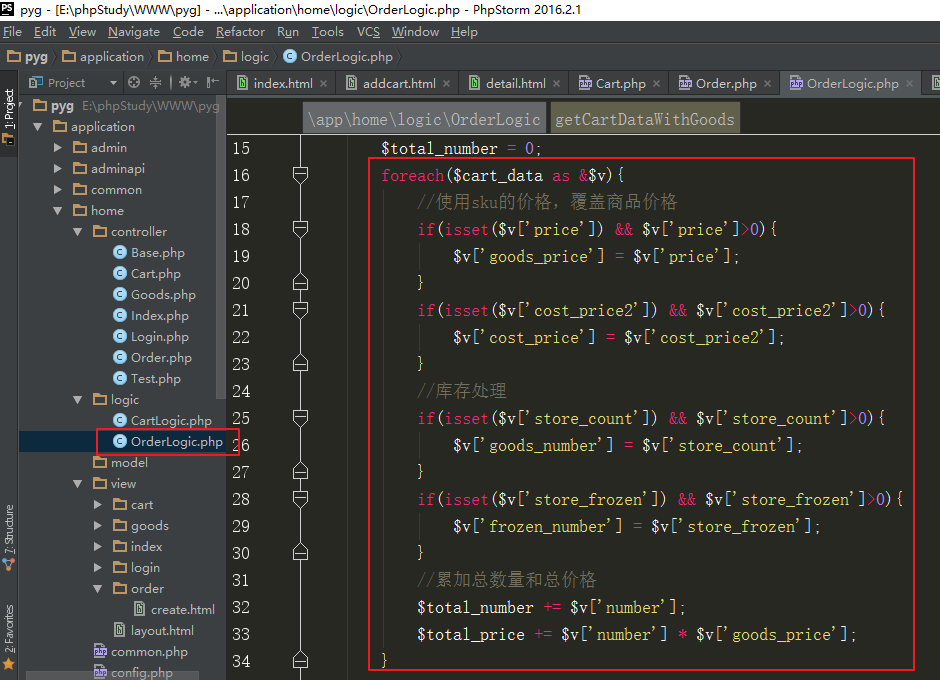 pyg - [E:\phpStudy\WWW\pyg] - ...\application\home\logic\OrderLogic.php - PhpStorm 2016.2.1
File Edit View Navigate Code Refactor Run Tools VCS Window Help
pyg application home logic OrderLogic.php
Project
index.html addcart.html detail.html Cart.php Order.php OrderLogic.php
1: Project
7: Structure
2: Favorites
pyg E:\phpStudy\WWW\pyg
application
admin
adminapi
common
home
controller
Base.php
Cart.php
Goods.php
Index.php
Login.php
Order.php
Test.php
logic
CartLogic.php
OrderLogic.php
model
view
cart
goods
index
login
order
create.html
layout.html
common.php
config.php
\app\home\logic\OrderLogic getCartDataWithGoods
15 $total_number = 0;
16 foreach($cart_data as &$v){
17 //使用sku的价格，覆盖商品价格
18 if(isset($v['price']) && $v['price']>0){
19 $v['goods_price'] = $v['price'];
20 }
21 if(isset($v['cost_price2']) && $v['cost_price2']>0){
22 $v['cost_price'] = $v['cost_price2'];
23 }
24 //库存处理
25 if(isset($v['store_count']) && $v['store_count']>0){
26 $v['goods_number'] = $v['store_count'];
27 }
28 if(isset($v['store_frozen']) && $v['store_frozen']>0){
29 $v['frozen_number'] = $v['store_frozen'];
30 }
31 //累加总数量和总价格
32 $total_number += $v['number'];
33 $total_price += $v['number'] * $v['goods_price'];
34 }